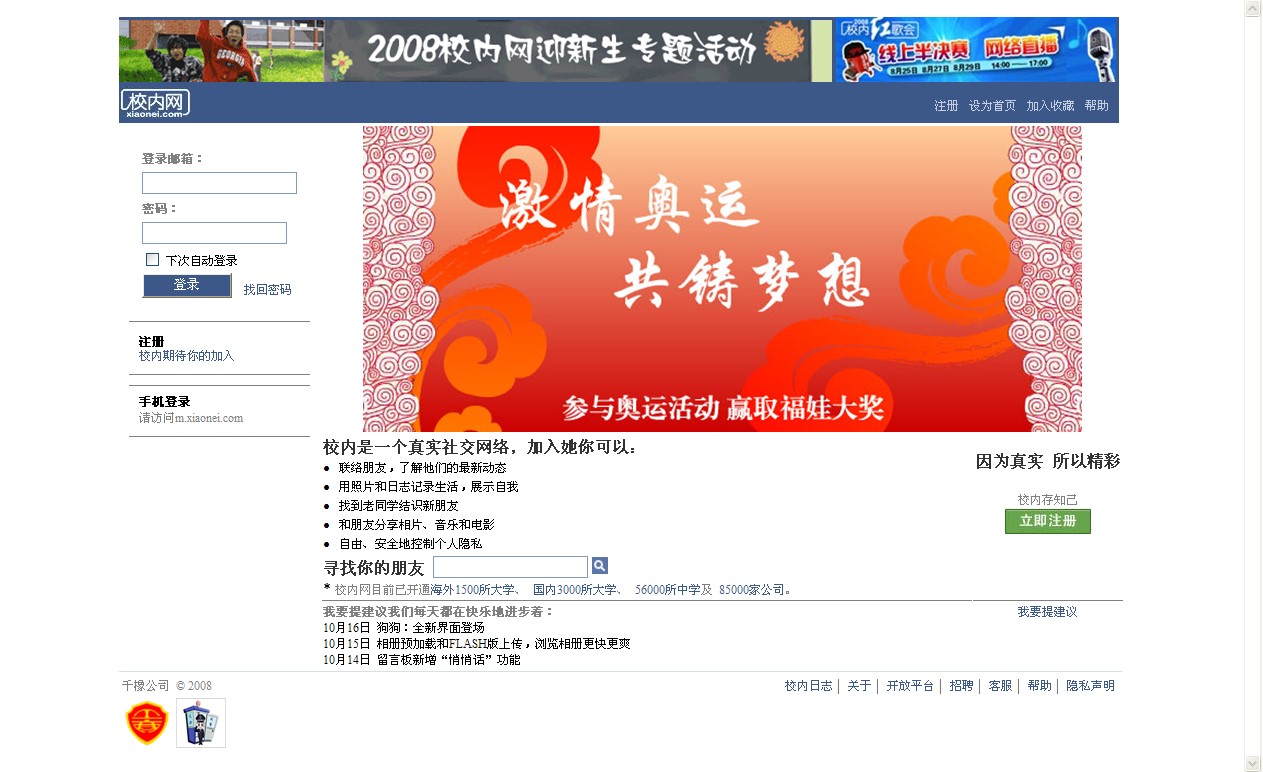 2008校内网迎新生专题活动
2008
校内红歌会
线上半决赛 网络直播
8月25日 8月27日 8月29日 14:00 — 17:00
校内网
xiaonei.com
注册 设为首页 加入收藏 帮助
登录邮箱：
密码：
下次自动登录
登录 找回密码
注册
校内期待你的加入
手机登录
请访问m.xiaonei.com
激情奥运
共铸梦想
参与奥运活动 赢取福娃大奖
校内是一个真实社交网络，加入她你可以：
• 联络朋友，了解他们的最新动态
• 用照片和日志记录生活，展示自我
• 找到老同学结识新朋友
• 和朋友分享相片、音乐和电影
• 自由、安全地控制个人隐私
因为真实 所以精彩
校内存知己
立即注册
寻找你的朋友
* 校内网目前已开通海外1500所大学、 国内3000所大学、 56000所中学及 85000家公司。
我要提建议我们每天都在快乐地进步着： 我要提建议
10月16日 狗狗：全新界面登场
10月15日 相册预加载和FLASH版上传，浏览相册更快更爽
10月14日 留言板新增“悄悄话”功能
千橡公司 © 2008
校内日志│ 关于│ 开放平台│ 招聘│ 客服│ 帮助│ 隐私声明